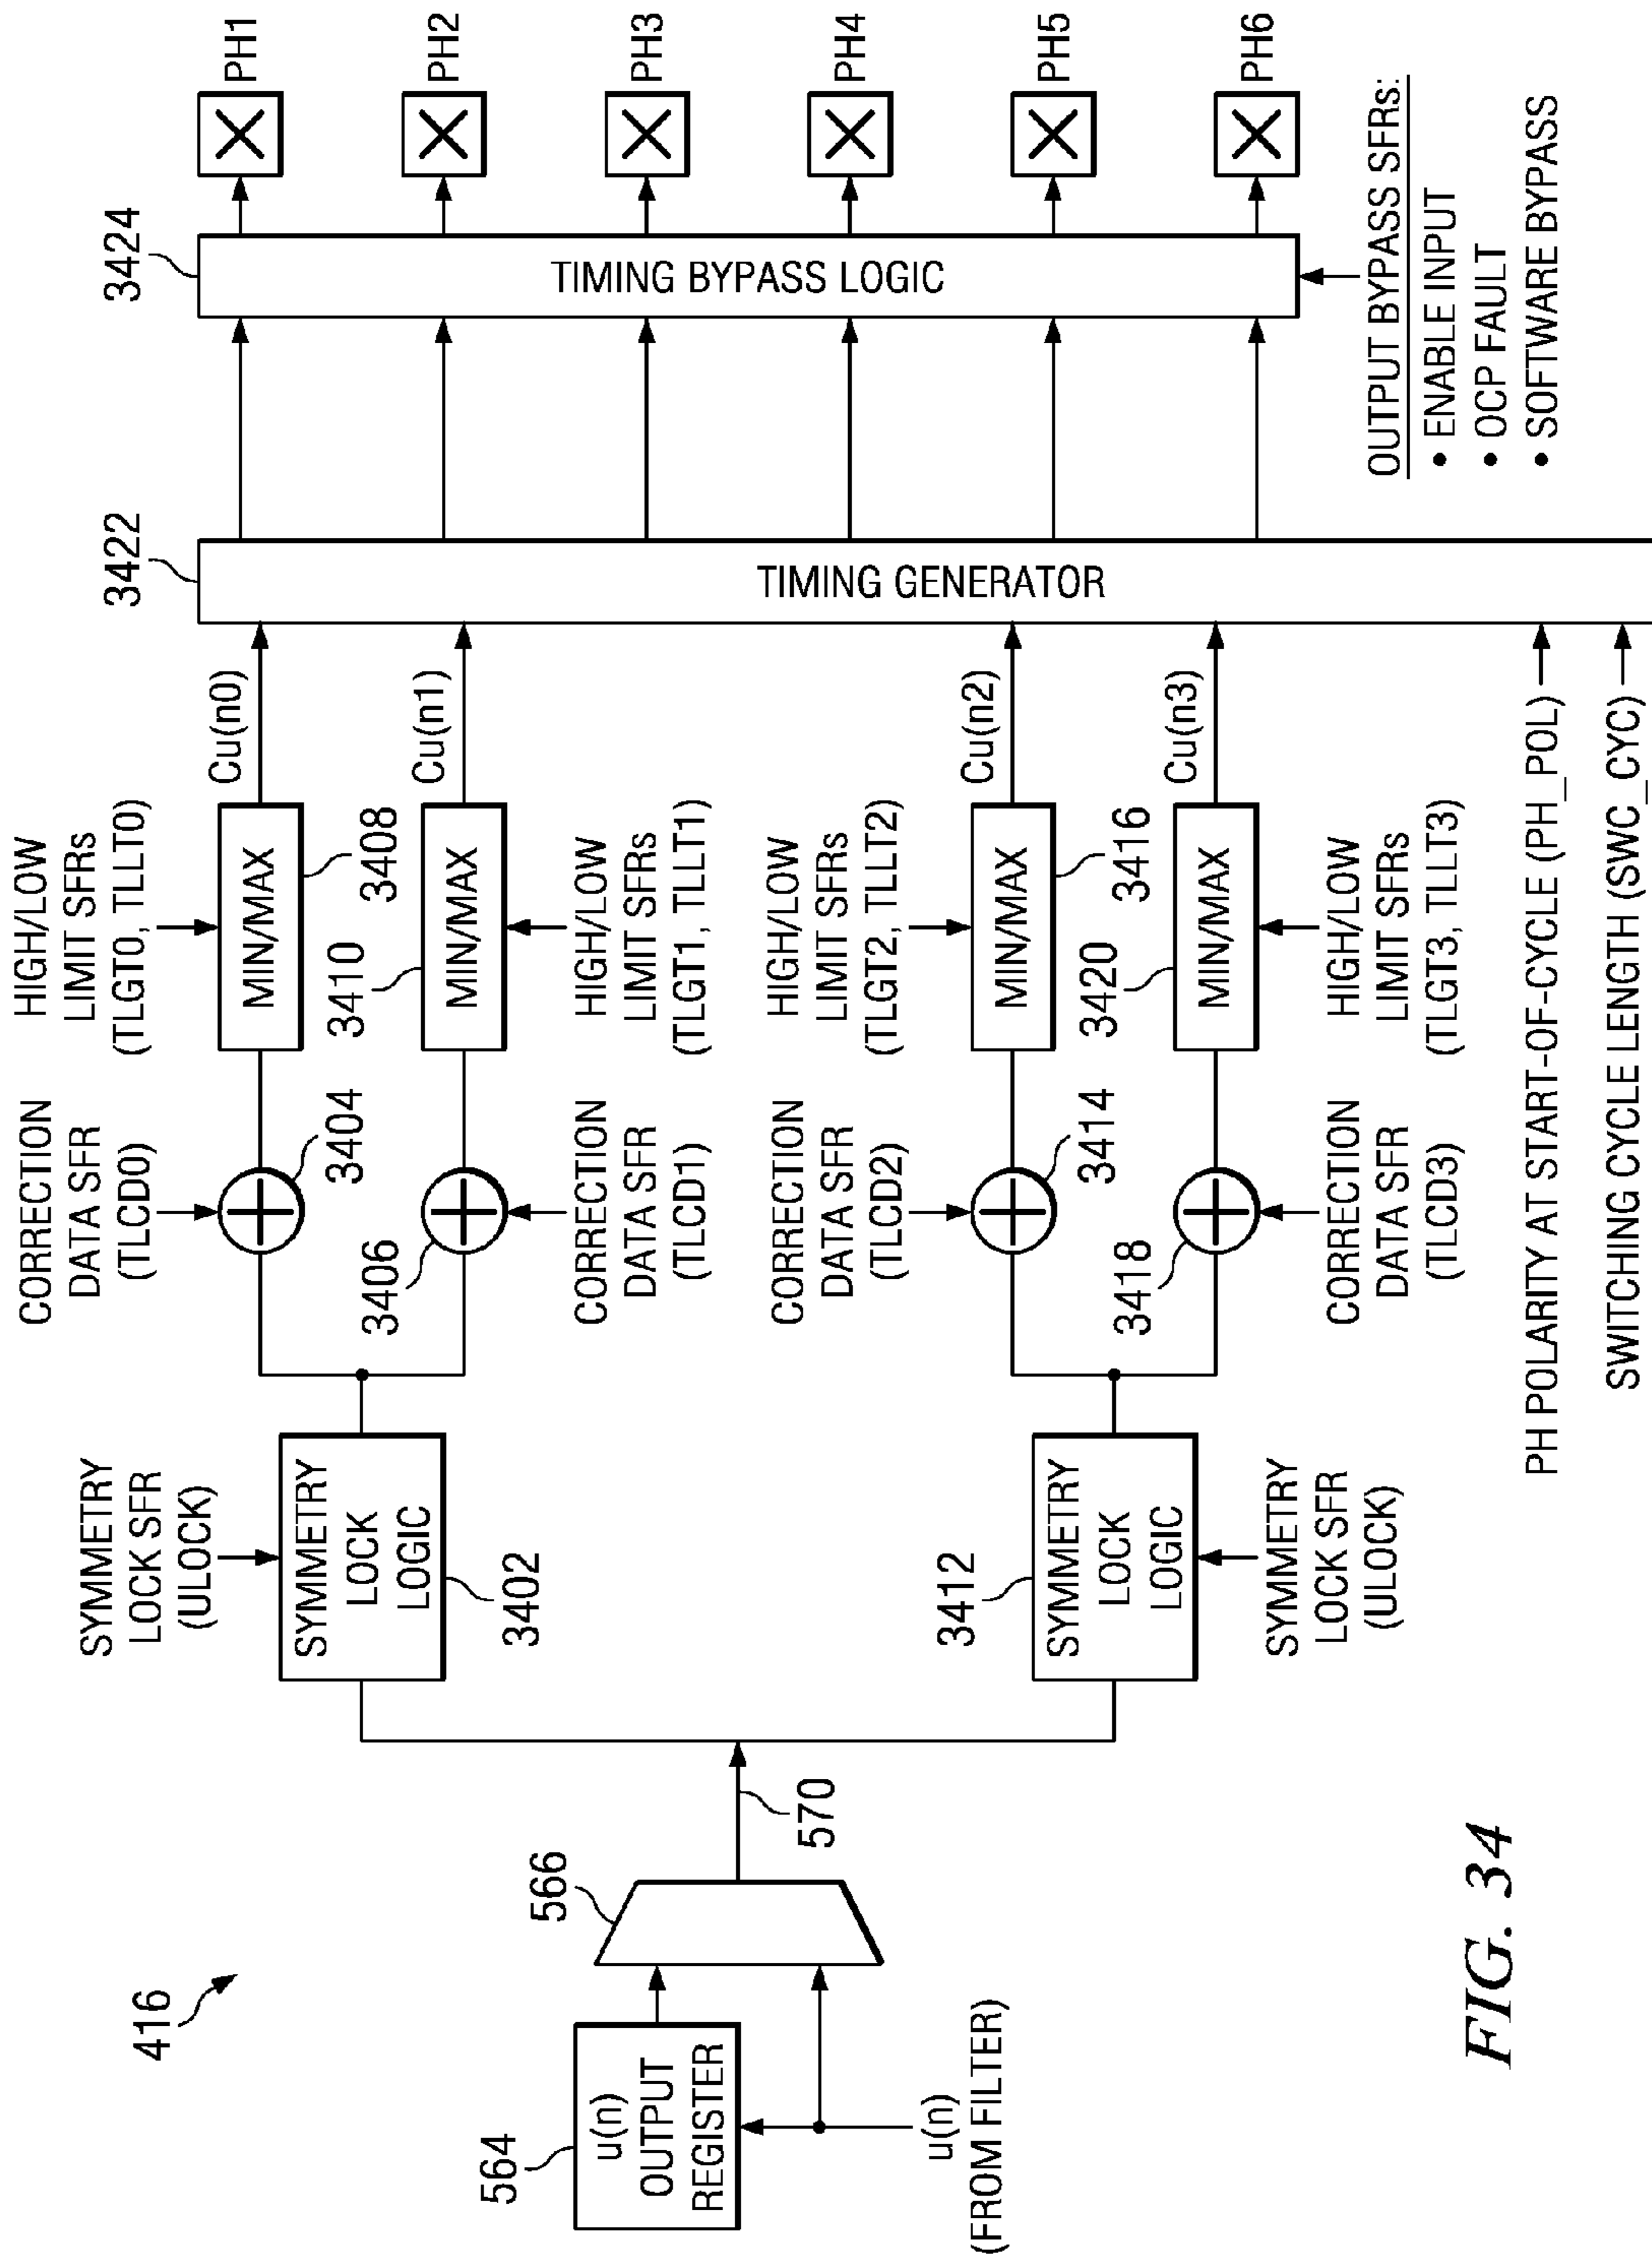 416
564
u(n)
OUTPUT
REGISTER
u(n)
(FROM FILTER)
566
570
SYMMETRY
LOCK SFR
(ULOCK)
SYMMETRY
LOCK
LOGIC
3402
3412
SYMMETRY
LOCK
LOGIC
SYMMETRY
LOCK SFR
(ULOCK)
CORRECTION
DATA SFR
(TLCD0)
3404
3406
CORRECTION
DATA SFR
(TLCD1)
CORRECTION
DATA SFR
(TLCD2)
3414
3418
CORRECTION
DATA SFR
(TLCD3)
HIGH/LOW
LIMIT SFRs
(TLGT0, TLLT0)
MIN/MAX
3408
3410
MIN/MAX
HIGH/LOW
LIMIT SFRs
(TLGT1, TLLT1)
HIGH/LOW
LIMIT SFRs
(TLGT2, TLLT2)
MIN/MAX
3416
3420
MIN/MAX
HIGH/LOW
LIMIT SFRs
(TLGT3, TLLT3)
Cu(n0)
Cu(n1)
Cu(n2)
Cu(n3)
PH POLARITY AT START-OF-CYCLE (PH_POL)
SWITCHING CYCLE LENGTH (SWC_CYC)
3422
TIMING GENERATOR
3424
TIMING BYPASS LOGIC
PH1
PH2
PH3
PH4
PH5
PH6
OUTPUT BYPASS SFRs:
• ENABLE INPUT
• OCP FAULT
• SOFTWARE BYPASS
FIG. 34